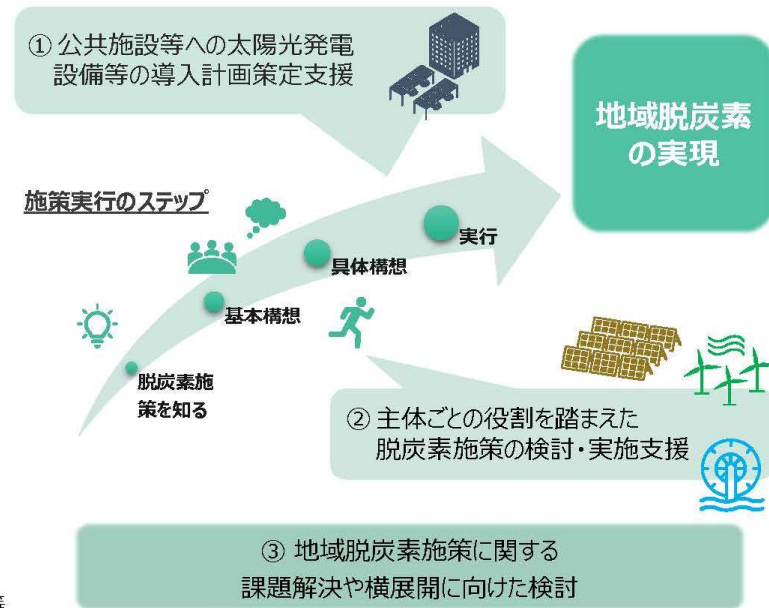 ① 公共施設等への太陽光発電
設備等の導入計画策定支援
地域脱炭素
の実現
施策実行のステップ
実行
具体構想
基本構想
脱炭素施
策を知る
② 主体ごとの役割を踏まえた
脱炭素施策の検討・実施支援
③ 地域脱炭素施策に関する
課題解決や横展開に向けた検討